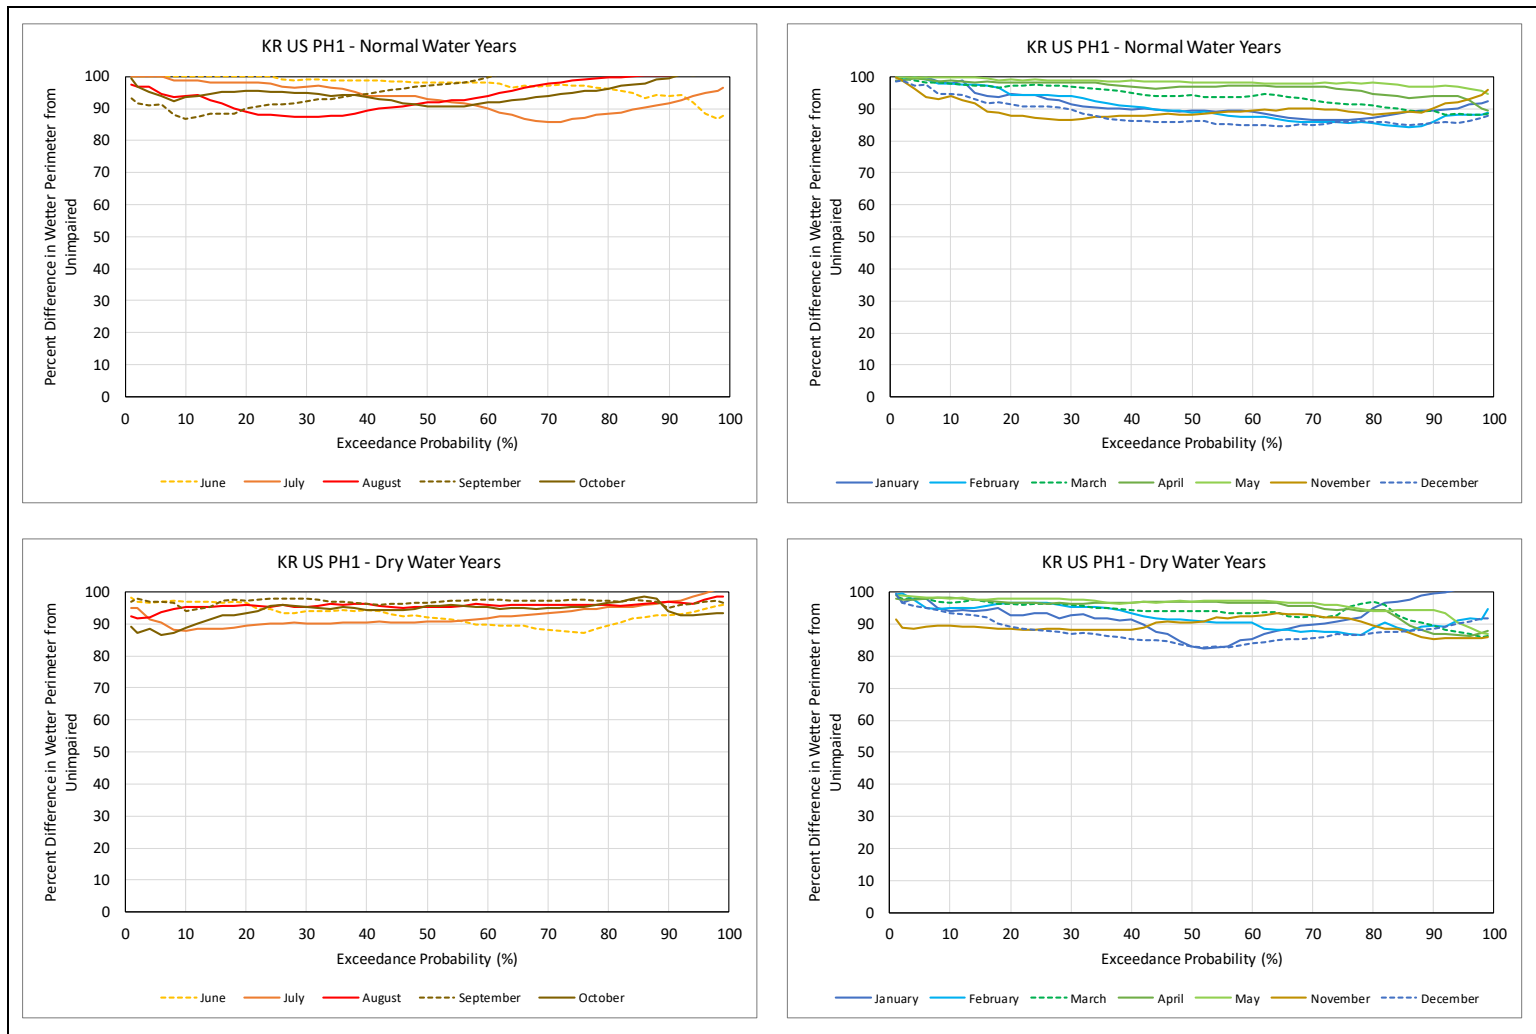 KR US PH1 - Normal Water Years
Percent Difference in Wetter Perimeter from
Unimpaired
100
90
80
70
60
50
40
30
20
10
0
0 10 20 30 40 50 60 70 80 90 100
Exceedance Probability (%)
June July August September October
KR US PH1 - Normal Water Years
Percent Difference in Wetter Perimeter from
Unimpaired
100
90
80
70
60
50
40
30
20
10
0
0 10 20 30 40 50 60 70 80 90 100
Exceedance Probability (%)
January February March April May November December
KR US PH1 - Dry Water Years
Percent Difference in Wetter Perimeter from
Unimpaired
100
90
80
70
60
50
40
30
20
10
0
0 10 20 30 40 50 60 70 80 90 100
Exceedance Probability (%)
June July August September October
KR US PH1 - Dry Water Years
Percent Difference in Wetter Perimeter from
Unimpaired
100
90
80
70
60
50
40
30
20
10
0
0 10 20 30 40 50 60 70 80 90 100
Exceedance Probability (%)
January February March April May November December